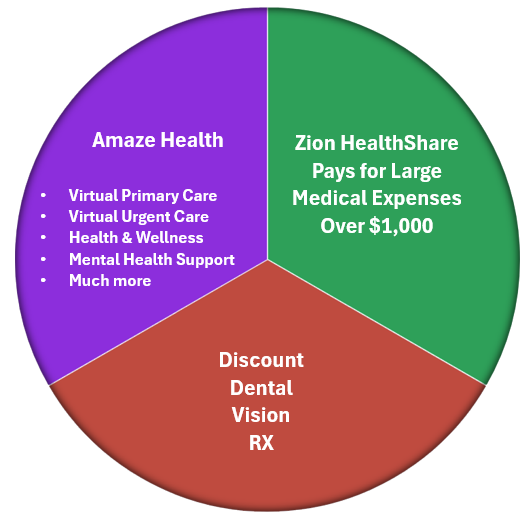 Amaze Health
• Virtual Primary Care
• Virtual Urgent Care
• Health & Wellness
• Mental Health Support
• Much more
Zion HealthShare
Pays for Large
Medical Expenses
Over $1,000
Discount
Dental
Vision
RX